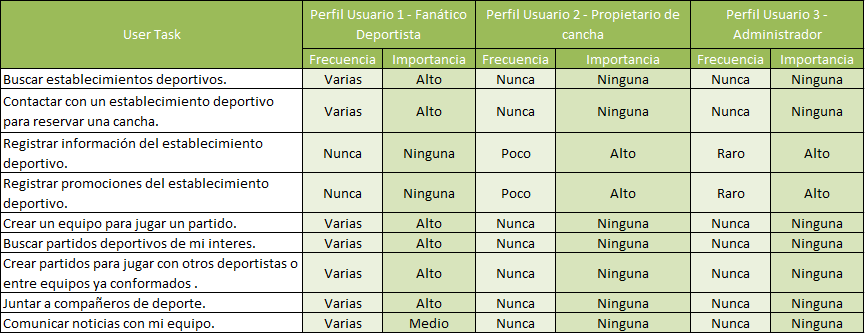 User Task
Perfil Usuario 1 - Fanático
Deportista
Perfil Usuario 2 - Propietario de
cancha
Perfil Usuario 3 -
Administrador
Frecuencia Importancia Frecuencia Importancia Frecuencia Importancia
Buscar establecimientos deportivos. Varias Alto Nunca Ninguna Nunca Ninguna
Contactar con un establecimiento deportivo
para reservar una cancha. Varias Alto Nunca Ninguna Nunca Ninguna
Registrar información del establecimiento
deportivo. Nunca Ninguna Poco Alto Raro Alto
Registrar promociones del establecimiento
deportivo. Nunca Ninguna Poco Alto Raro Alto
Crear un equipo para jugar un partido. Varias Alto Nunca Ninguna Nunca Ninguna
Buscar partidos deportivos de mi interes. Varias Alto Nunca Ninguna Nunca Ninguna
Crear partidos para jugar con otros deportistas o
entre equipos ya conformados . Varias Alto Nunca Ninguna Nunca Ninguna
Juntar a compañeros de deporte. Varias Alto Nunca Ninguna Nunca Ninguna
Comunicar noticias con mi equipo. Varias Medio Nunca Ninguna Nunca Ninguna